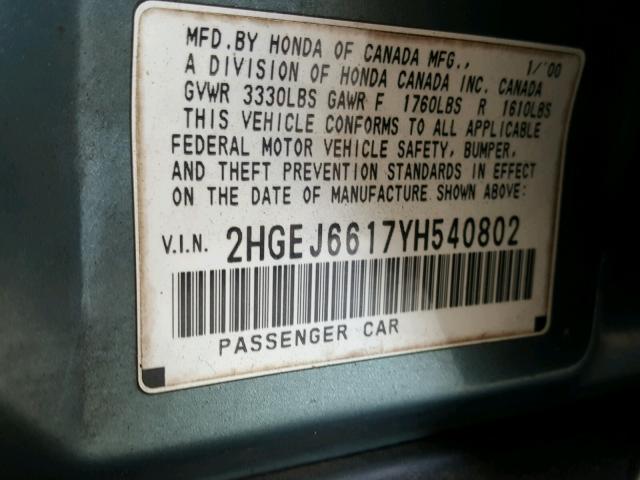 MFD. BY HONDA OF CANADA MFG., 1/'00
A DIVISION OF HONDA CANADA INC. CANADA
GVWR 3330LBS GAWR F 1760LBS R 1610LBS
THIS VEHICLE CONFORMS TO ALL APPLICABLE
FEDERAL MOTOR VEHICLE SAFETY, BUMPER,
AND THEFT PREVENTION STANDARDS IN EFFECT
ON THE DATE OF MANUFACTURE SHOWN ABOVE:
V.I.N. 2HGEJ6617YH540802
PASSENGER CAR